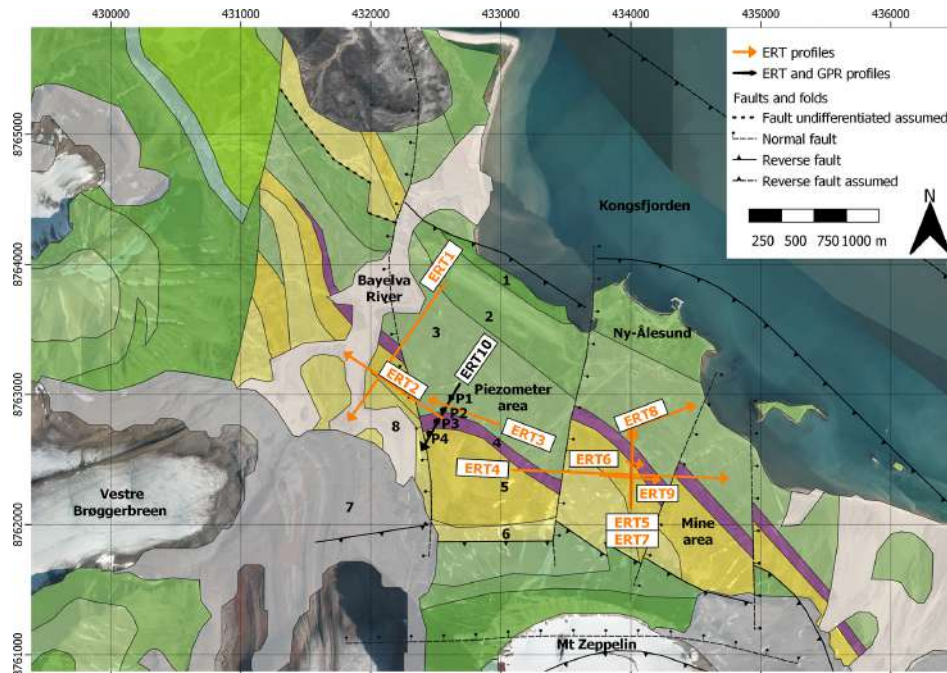 430000 431000 432000 433000 434000 435000 436000
ERT profiles
ERT and GPR profiles
Faults and folds
Fault undifferentiated assumed
Normal fault
Reverse fault
Reverse fault assumed
250 500 750 1000 m
N
8765000
8764000
8763000
8762000
8761000
Kongsfjorden
Bayelva
River
ERT1
1
2
3
Ny-Ålesund
ERT10
ERT2
Piezometer
area
P1
P2
P3
P4
8
4
ERT3
ERT8
ERT4
ERT6
ERT9
5
ERT5
ERT7
Mine
area
Vestre
Brøggerbreen
7
6
Mt Zeppelin